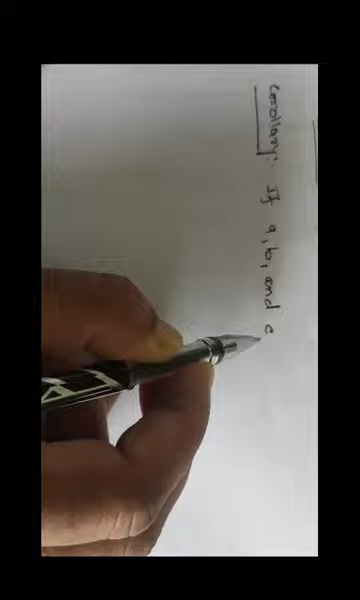 Corollary: If a, b, and c